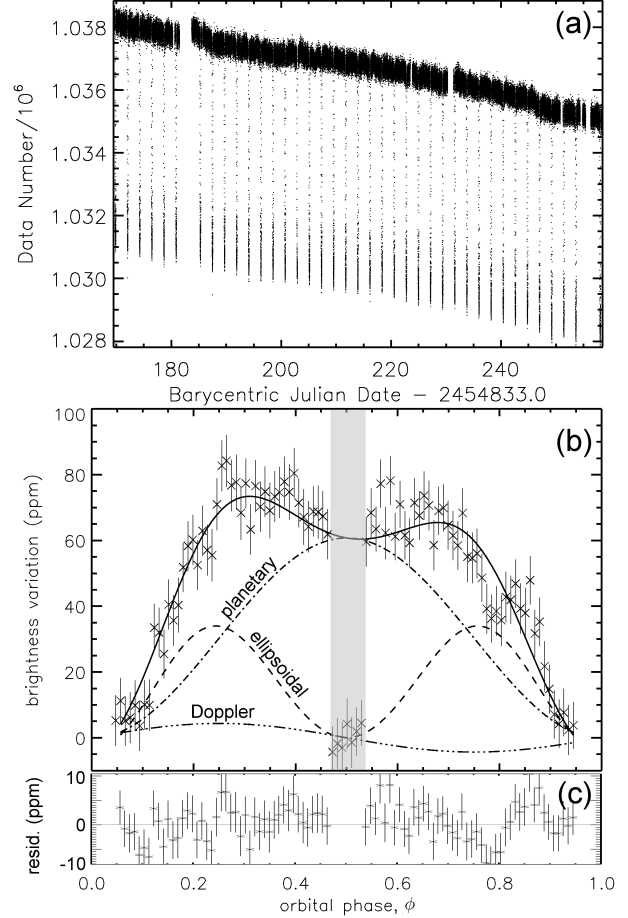 (a)
1.038
1.036
1.034
1.032
1.030
1.028
Data Number/10⁶
180 200 220 240
Barycentric Julian Date − 2454833.0
(b)
100
80
60
40
20
0
brightness variation (ppm)
planetary
ellipsoidal
Doppler
(c)
10
0
-10
resid. (ppm)
0.0 0.2 0.4 0.6 0.8 1.0
orbital phase, ϕ